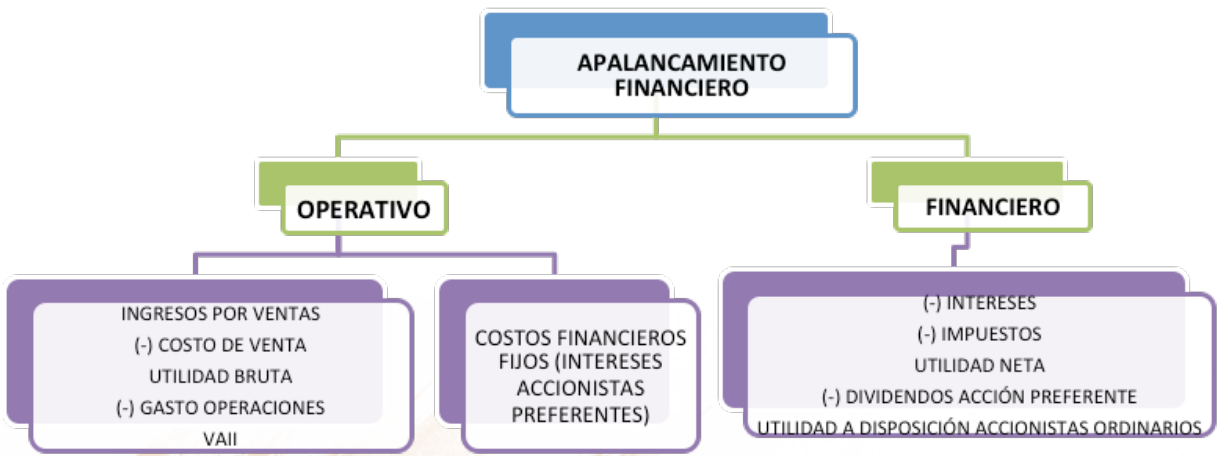 APALANCAMIENTO
FINANCIERO
OPERATIVO
FINANCIERO
INGRESOS POR VENTAS
(-) COSTO DE VENTA
UTILIDAD BRUTA
(-) GASTO OPERACIONES
VAII
COSTOS FINANCIEROS
FIJOS (INTERESES
ACCIONISTAS
PREFERENTES)
(-) INTERESES
(-) IMPUESTOS
UTILIDAD NETA
(-) DIVIDENDOS ACCIÓN PREFERENTE
UTILIDAD A DISPOSICIÓN ACCIONISTAS ORDINARIOS